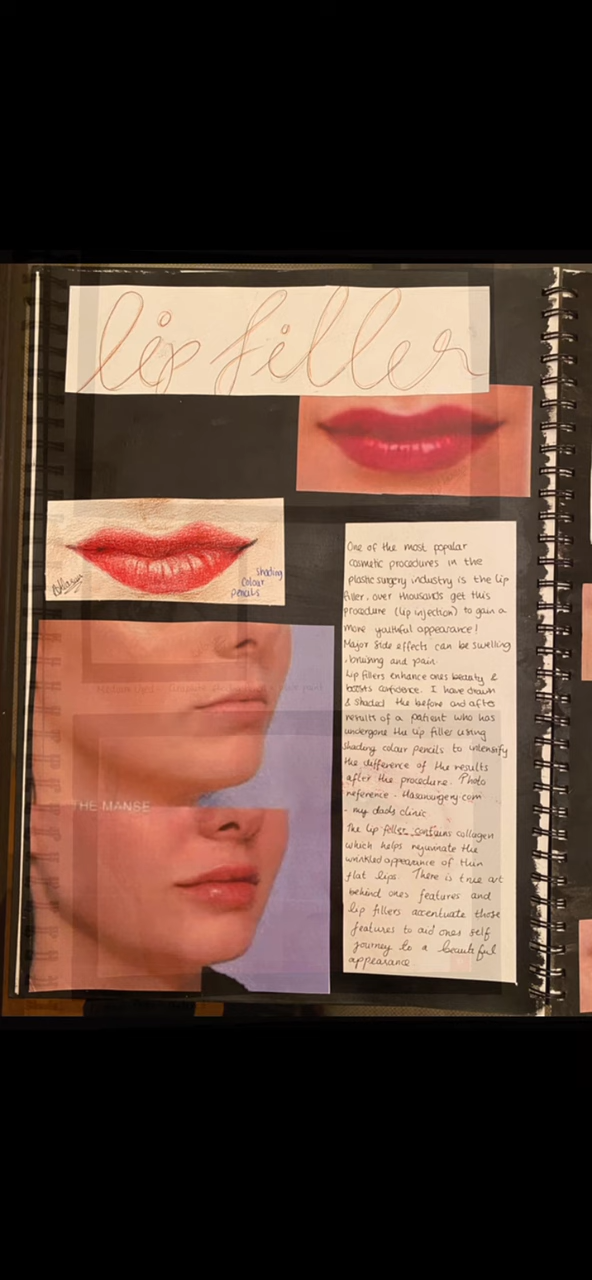 lip filler
shading
colour
pencils
One of the most popular
cosmetic procedures in the
plastic surgery industry is the lip
filler, over thousands get this
procedure (lip injection) to gain a
more youthful appearance!
Major side effects can be swelling
, bruising and pain
Lip fillers enhance ones beauty &
boosts confidence. I have drawn
& shaded the before and after
results of a patient who has
undergone the lip filler using
shading colour pencils to intensify
the difference of the results
after the procedure. Photo
reference - Hasansurgery.com
- my dads clinic.
The lip filler contains collagen
which helps rejuvinate the
wrinkled appearance of thin
flat lips. There is true art
behind ones features and
lip fillers accentuate those
features to aid ones self
journey to a beautiful
appearance.
THE MANSE